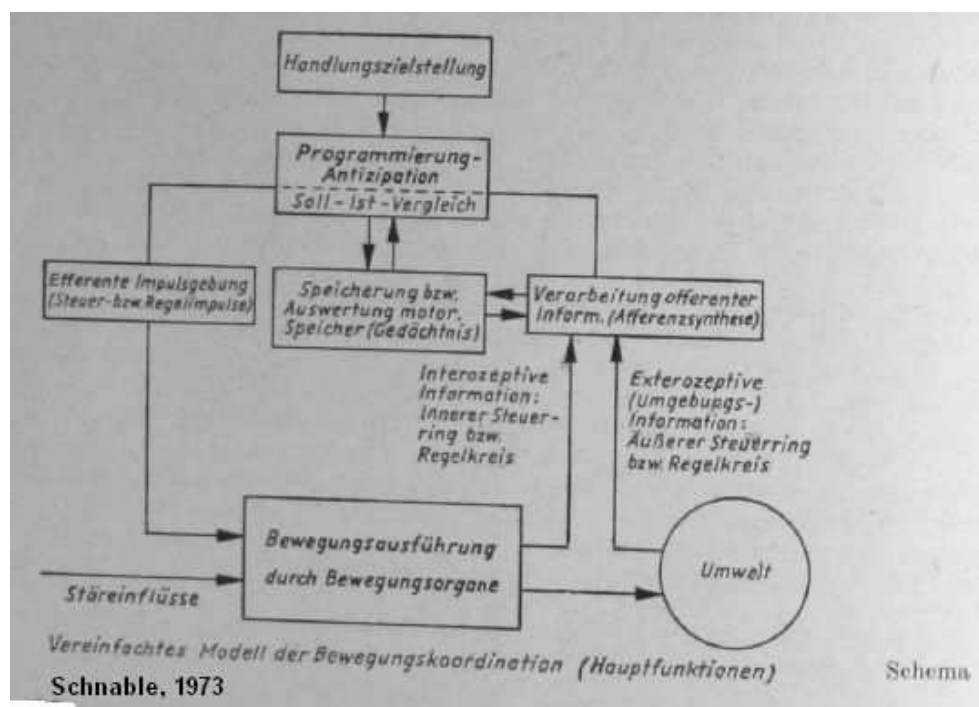 Handlungszielstellung
Programmierung-
Antizipation
Soll-Ist-Vergleich
Efferente Impulsgebung
(Steuer-bzw. Regelimpulse)
Speicherung bzw.
Auswertung motor.
Speicher (Gedächtnis)
Verarbeitung afferenter
Inform. (Afferenzsynthese)
Interozeptive
Information:
Innerer Steuer-
ring bzw.
Regelkreis
Exterozeptive
(Umgebungs-)
Information:
Äußerer Steuerring
bzw. Regelkreis
Bewegungsausführung
durch Bewegungsorgane
Umwelt
Störeinflüsse
Vereinfachtes Modell der Bewegungskoordination (Hauptfunktionen)
Schema
Schnable, 1973